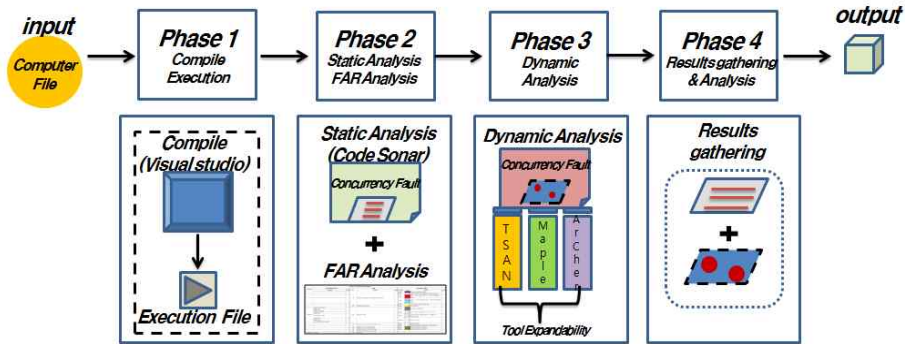 input
Computer
File
Phase 1
Compile
Execution
Phase 2
Static Analysis
FAR Analysis
Phase 3
Dynamic
Analysis
Phase 4
Results gathering
& Analysis
output
Compile
(Visual studio)
Execution File
Static Analysis
(Code Sonar)
Concurrency Fault
+
FAR Analysis
Dynamic Analysis
Concurrency Fault
TSAN
Maple
ArCher
Tool Expandability
Results
gathering
+